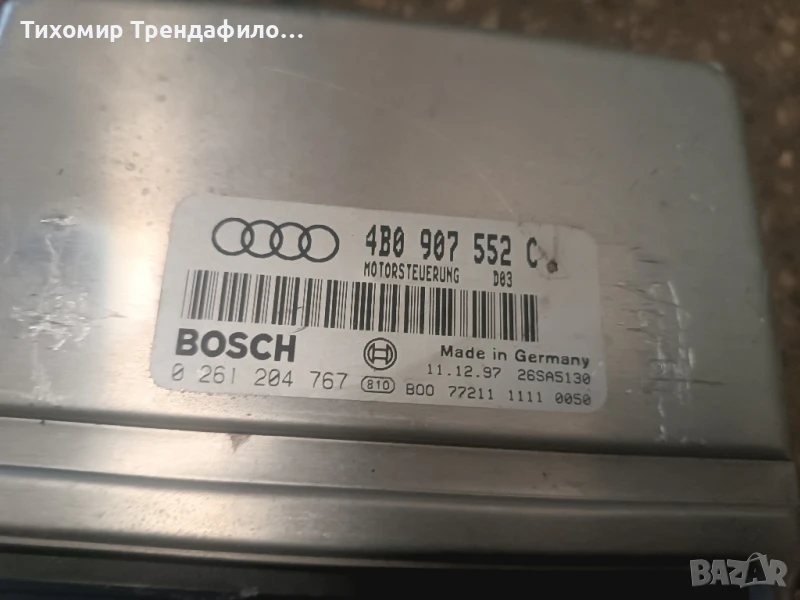 Тихомир Трендафило...
4B0 907 552 C
MOTORSTEUERUNG D03
BOSCH
Made in Germany
0 261 204 767
11.12.97 26SA5130
810 B00 77211 1111 0050
BAZAR